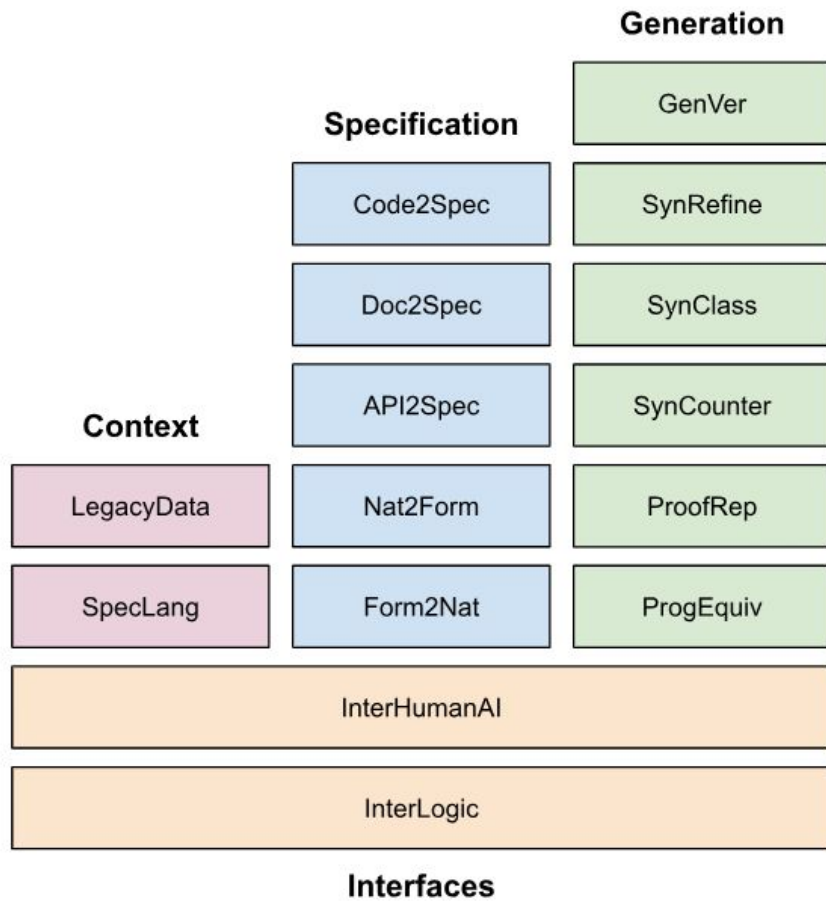 Generation
GenVer
Specification
Code2Spec
SynRefine
Doc2Spec
SynClass
API2Spec
SynCounter
Context
LegacyData
Nat2Form
ProofRep
SpecLang
Form2Nat
ProgEquiv
InterHumanAI
InterLogic
Interfaces